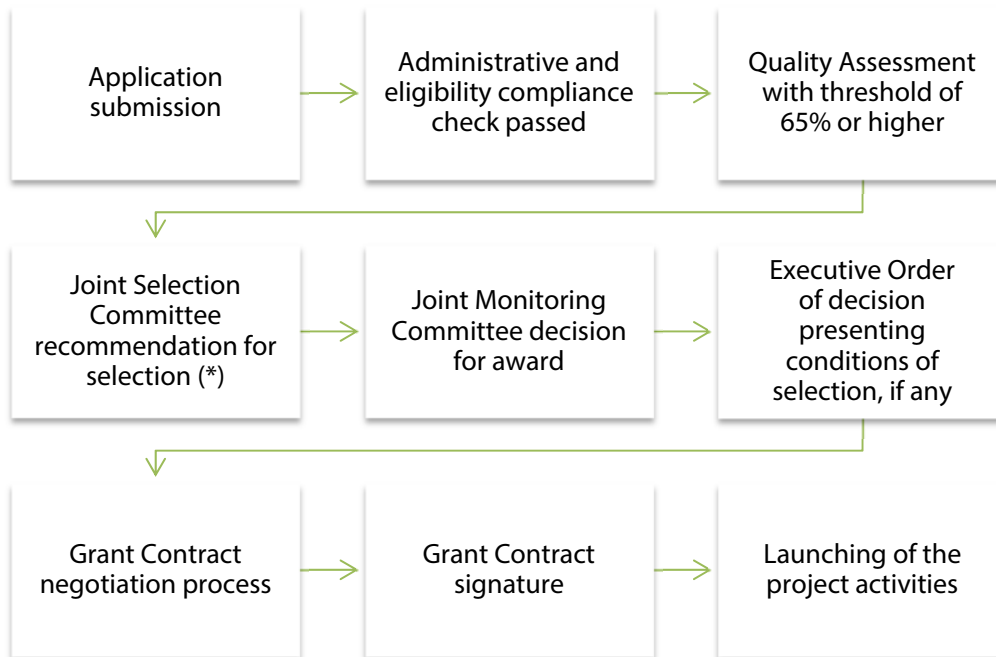 Application
submission
Administrative and
eligibility compliance
check passed
Quality Assessment
with threshold of
65% or higher
Joint Selection
Committee
recommendation for
selection (*)
Joint Monitoring
Committee decision
for award
Executive Order
of decision
presenting
conditions of
selection, if any
Grant Contract
negotiation process
Grant Contract
signature
Launching of the
project activities